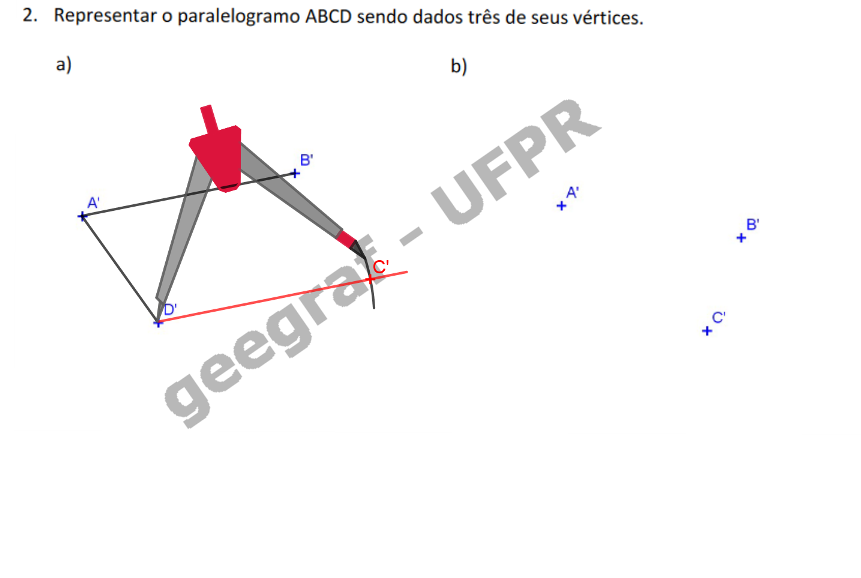 2. Representar o paralelogramo ABCD sendo dados três de seus vértices.
a)
b)
B'
A'
C'
D'
A'
B'
C'
geegraf – UFPR